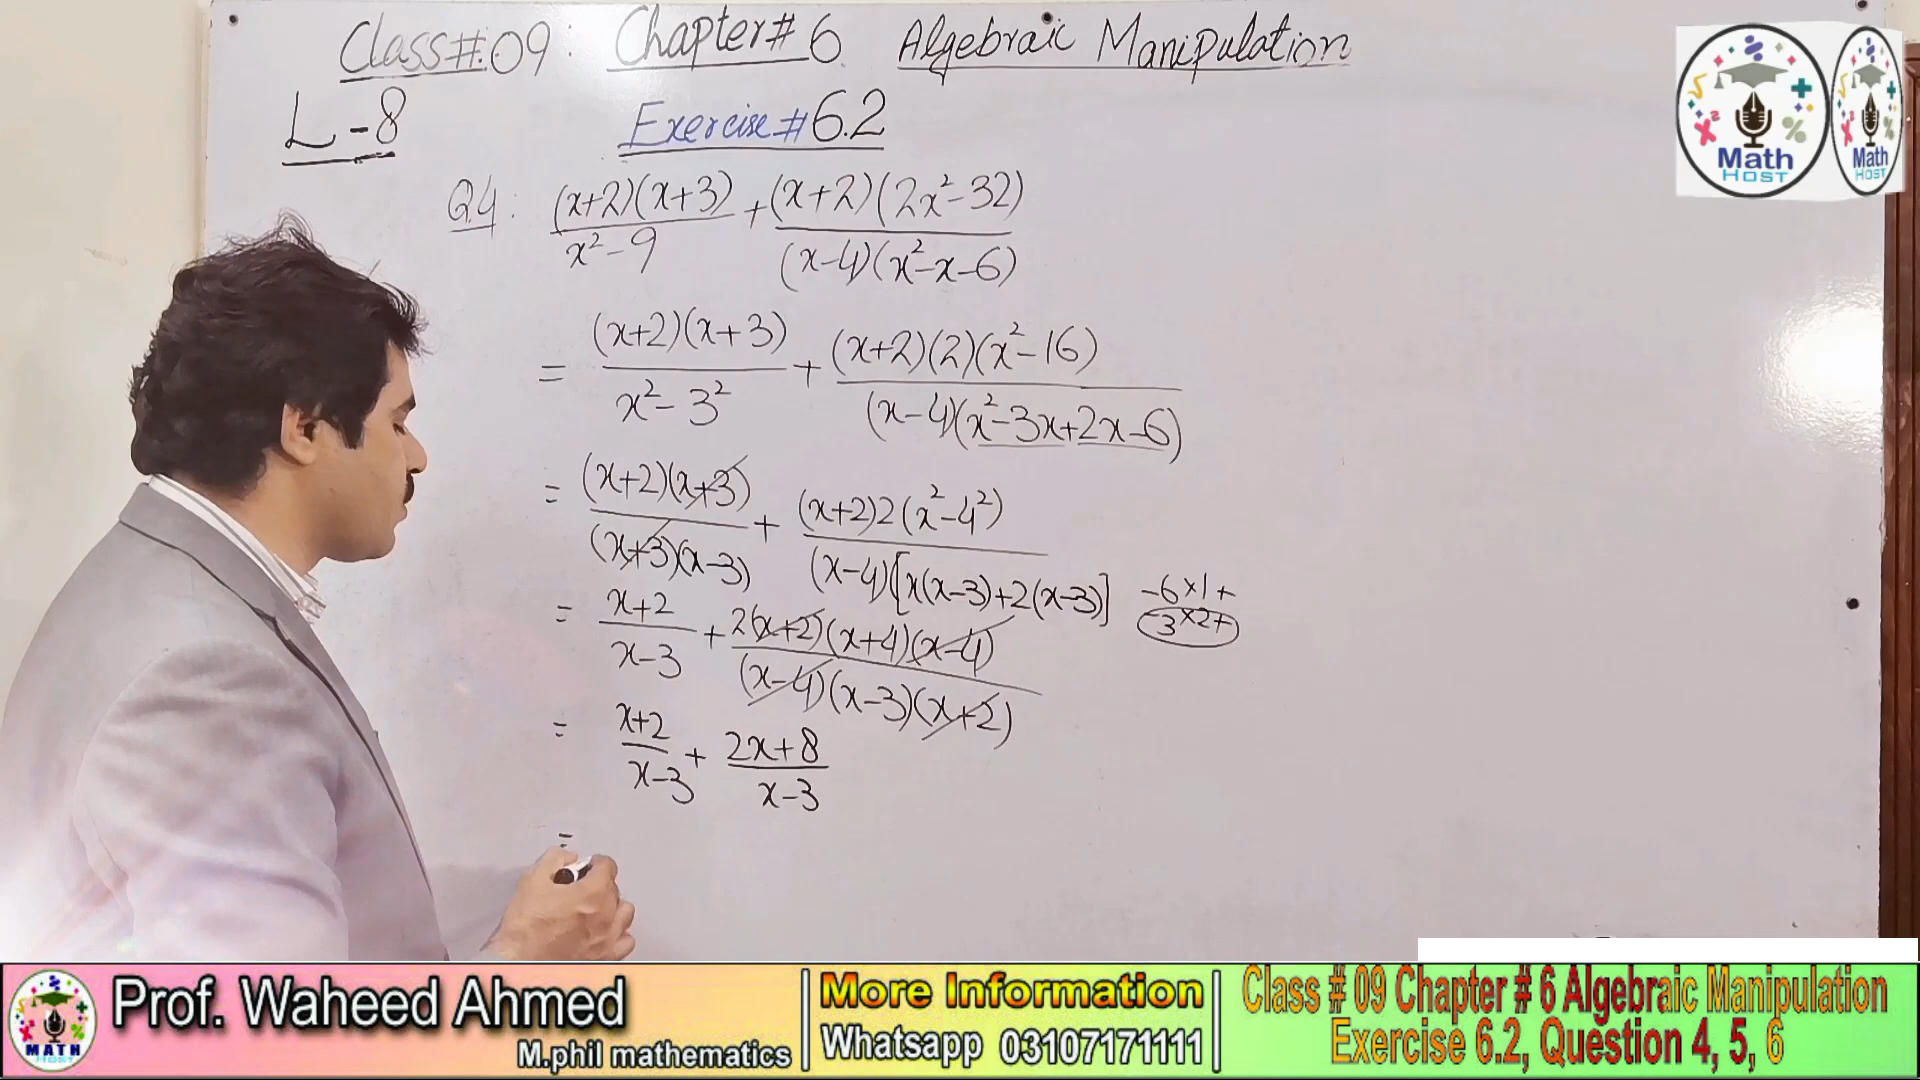 Class#.09: Chapter# 6. Algebraic Manipulation
L-8 Exercise#6.2
Q4: (x+2)(x+3)/x²-9 + (x+2)(2x²-32)/(x-4)(x²-x-6)
= (x+2)(x+3)/x²-3² + (x+2)(2)(x²-16)/(x-4)(x²-3x+2x-6)
= (x+2)(x+3)/(x+3)(x-3) + (x+2)2(x²-4²)/(x-4)[x(x-3)+2(x-3)]
-6×1+
-3×2+
= x+2/x-3 + 2(x+2)(x+4)(x-4)/(x-4)(x-3)(x+2)
= x+2/x-3 + 2x+8/x-3
=
Math
HOST
Math
HOST
MATH
HOST
Prof. Waheed Ahmed
M.phil mathematics
More Information
Whatsapp 03107171111
Class # 09 Chapter # 6 Algebraic Manipulation
Exercise 6.2, Question 4, 5, 6